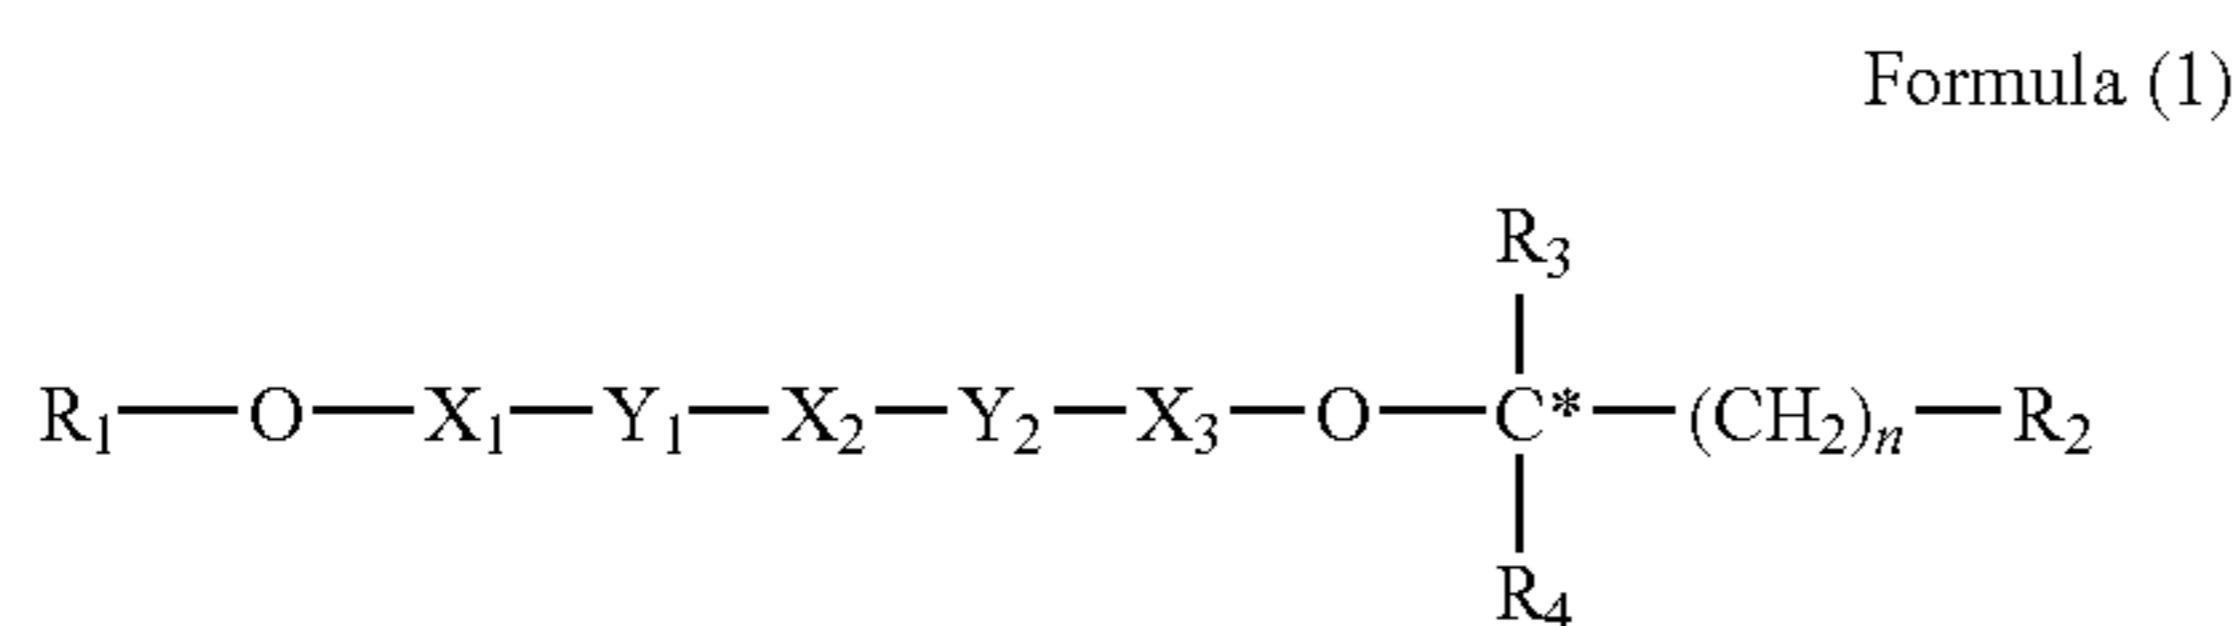 Formula (1)
R3
R1—O—X1—Y1—X2—Y2—X3—O—C*—(CH2)n—R2
R4